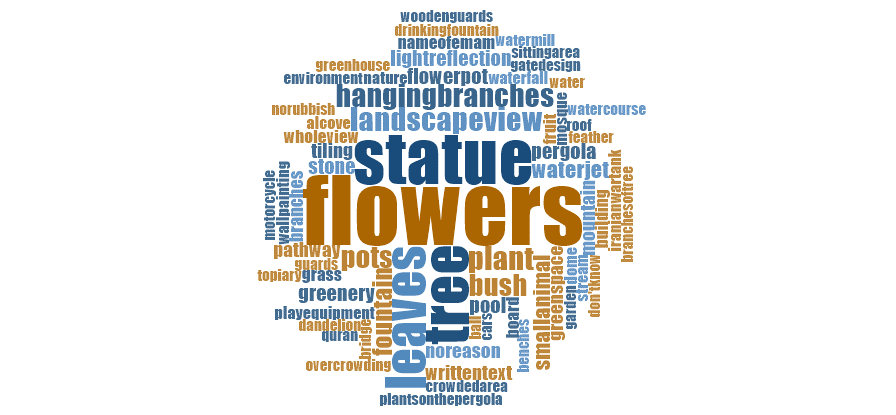 woodenguards
drinkingfountain
nameofemam watermill
lightreflection sittingarea
greenhouse gatedesign
environmentnature flowerpot waterfall water
hangingbranches
norubbish landscapeview fruit mosque watercourse
alcove roof
wholeview feather
tiling statue pergola
stone waterjet
motorcycle wallpainting branches flowers mountain building iranianwartank branchesoftree
pathway pots leaves tree plant
guards
topiary grass fountain bush smallanimal greenspace garden dome stream don'tknow
greenery pool
playequipment ball cars board
dandelion
quran bridge benches
noreason
overcrowding
writtentext
crowdedarea
plantsonthepergola